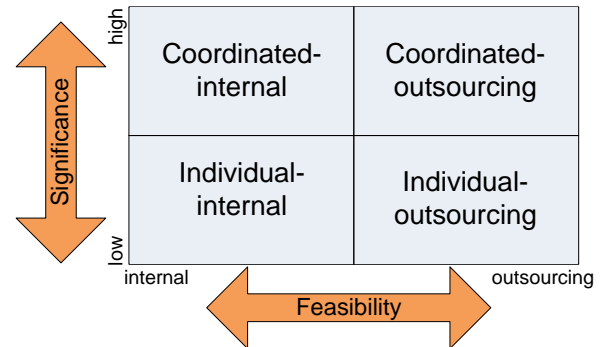 high
Significance
low
Coordinated-
internal
Coordinated-
outsourcing
Individual-
internal
Individual-
outsourcing
internal
outsourcing
Feasibility